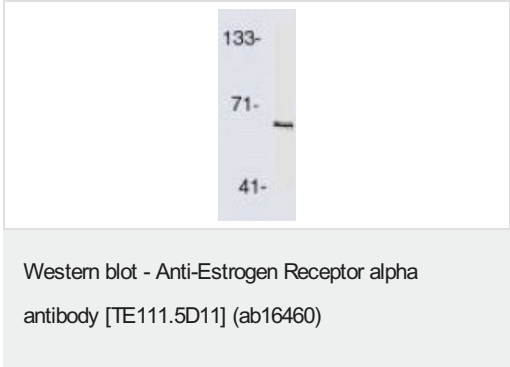 133-
71-
41-
Western blot - Anti-Estrogen Receptor alpha
antibody [TE111.5D11] (ab16460)